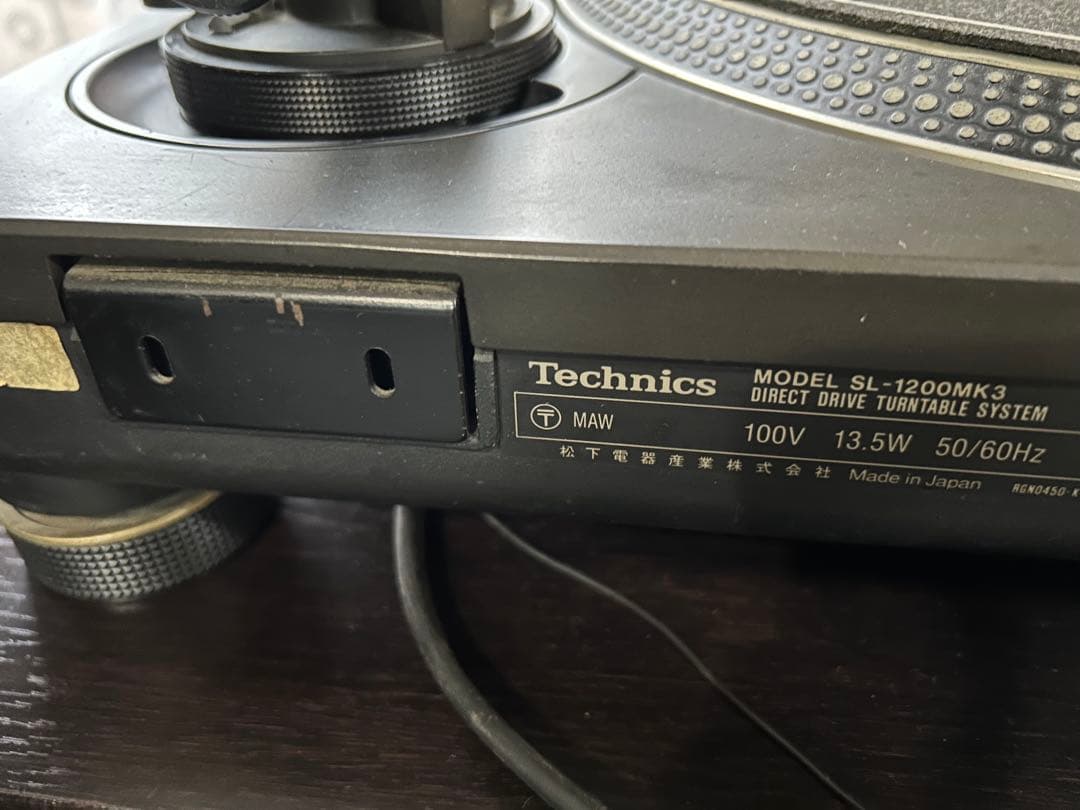 Technics
MODEL SL-1200MK3
DIRECT DRIVE TURNTABLE SYSTEM
〒 MAW 100V 13.5W 50/60Hz
松下電器産業株式会社 Made in Japan RGN0450-K